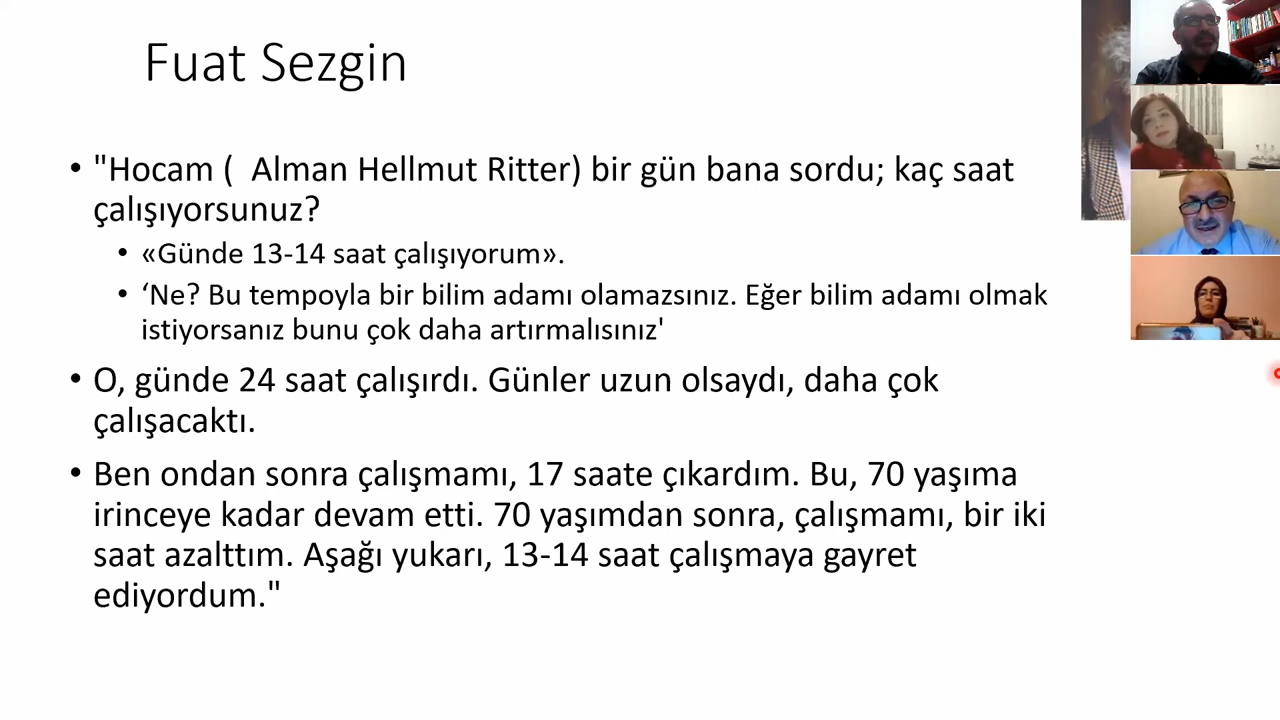 Fuat Sezgin
• "Hocam (  Alman Hellmut Ritter) bir gün bana sordu; kaç saat
çalışıyorsunuz?
• «Günde 13-14 saat çalışıyorum».
• ‘Ne? Bu tempoyla bir bilim adamı olamazsınız. Eğer bilim adamı olmak
istiyorsanız bunu çok daha artırmalısınız'
• O, günde 24 saat çalışırdı. Günler uzun olsaydı, daha çok
çalışacaktı.
• Ben ondan sonra çalışmamı, 17 saate çıkardım. Bu, 70 yaşıma
irinceye kadar devam etti. 70 yaşımdan sonra, çalışmamı, bir iki
saat azalttım. Aşağı yukarı, 13-14 saat çalışmaya gayret
ediyordum."